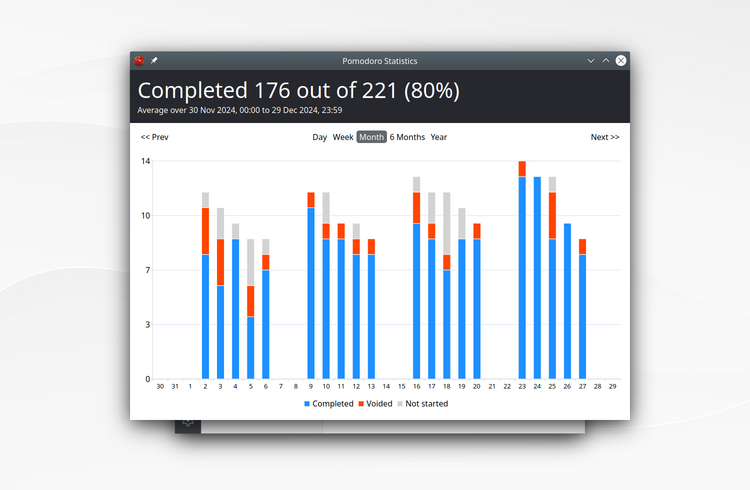 Pomodoro Statistics
Completed 176 out of 221 (80%)
Average over 30 Nov 2024, 00:00 to 29 Dec 2024, 23:59
<< Prev Day Week Month 6 Months Year Next >>
14
10
7
3
0
30 31 1 2 3 4 5 6 7 8 9 10 11 12 13 14 15 16 17 18 19 20 21 22 23 24 25 26 27 28 29
Completed Voided Not started